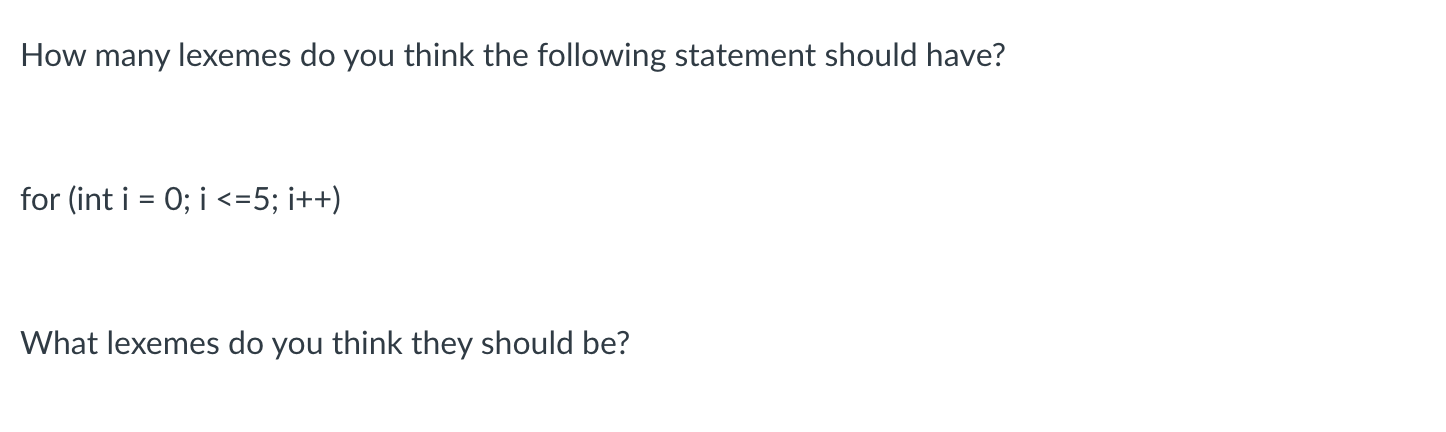 How many lexemes do you think the following statement should have?
for (int i = 0; i <=5; i++)
What lexemes do you think they should be?